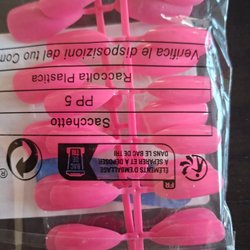 Verifica le disposizioni del tuo Com
Raccolta Plastica
PP 5
Sacchetto
ÉLÉMENTS D'EMBALLAGE
À SÉPARER ET À DÉPOSER
DANS LE BAC DE TRI
FR